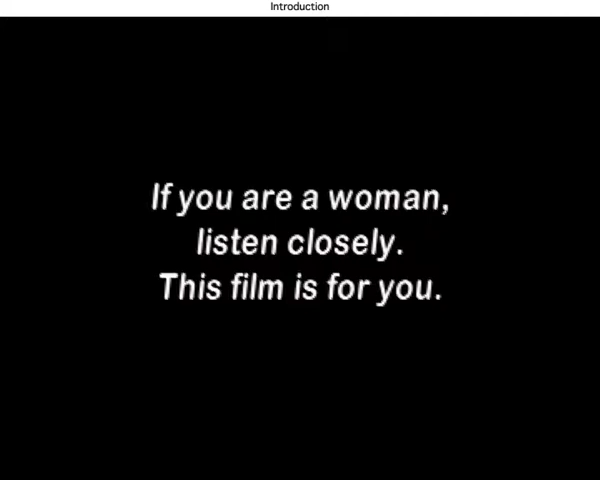 Introduction
If you are a woman,
listen closely.
This film is for you.